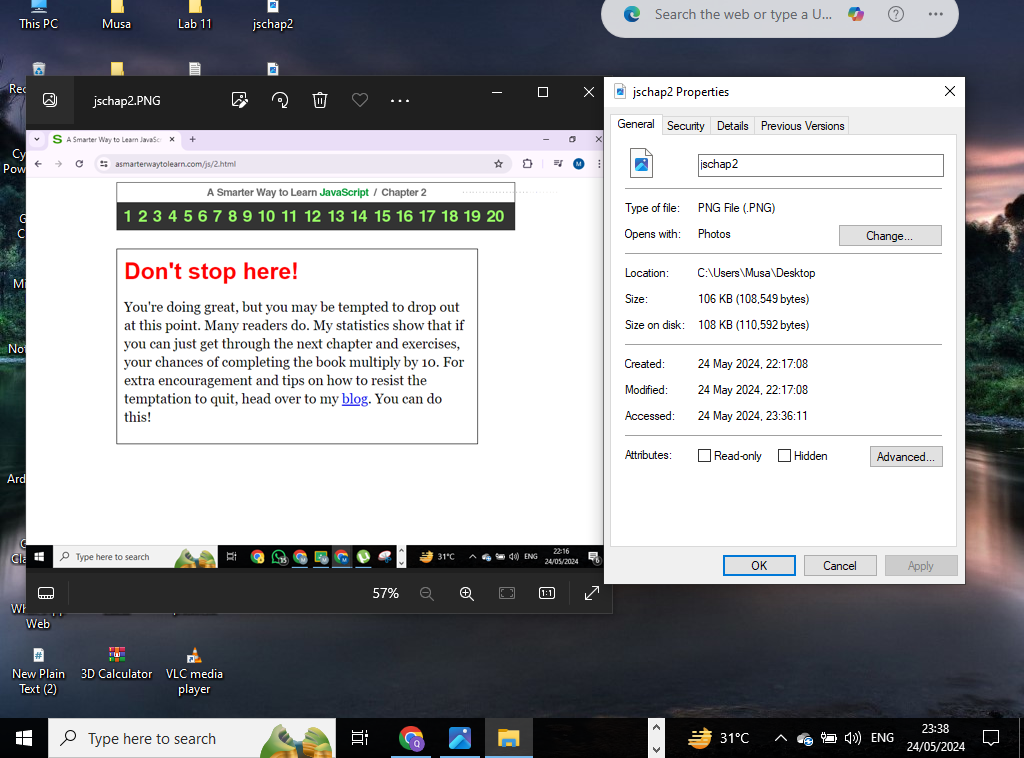 This PC
Musa
Lab 11
jschap2
Search the web or type a U...
jschap2.PNG
A Smarter Way to Learn JavaSc
asmarterwaytolearn.com/js/2.html
M
A Smarter Way to Learn JavaScript / Chapter 2
1 2 3 4 5 6 7 8 9 10 11 12 13 14 15 16 17 18 19 20
Don't stop here!
You're doing great, but you may be tempted to drop out
at this point. Many readers do. My statistics show that if
you can just get through the next chapter and exercises,
your chances of completing the book multiply by 10. For
extra encouragement and tips on how to resist the
temptation to quit, head over to my blog. You can do
this!
Type here to search
31°C
ENG
22:16
24/05/2024
57%
1:1
jschap2 Properties
General
Security
Details
Previous Versions
jschap2
Type of file: PNG File (.PNG)
Opens with: Photos
Change...
Location: C:\Users\Musa\Desktop
Size: 106 KB (108,549 bytes)
Size on disk: 108 KB (110,592 bytes)
Created: 24 May 2024, 22:17:08
Modified: 24 May 2024, 22:17:08
Accessed: 24 May 2024, 23:36:11
Attributes:
Read-only
Hidden
Advanced...
OK
Cancel
Apply
Web
New Plain
Text (2)
3D Calculator
VLC media
player
Type here to search
Q
31°C
ENG
23:38
24/05/2024